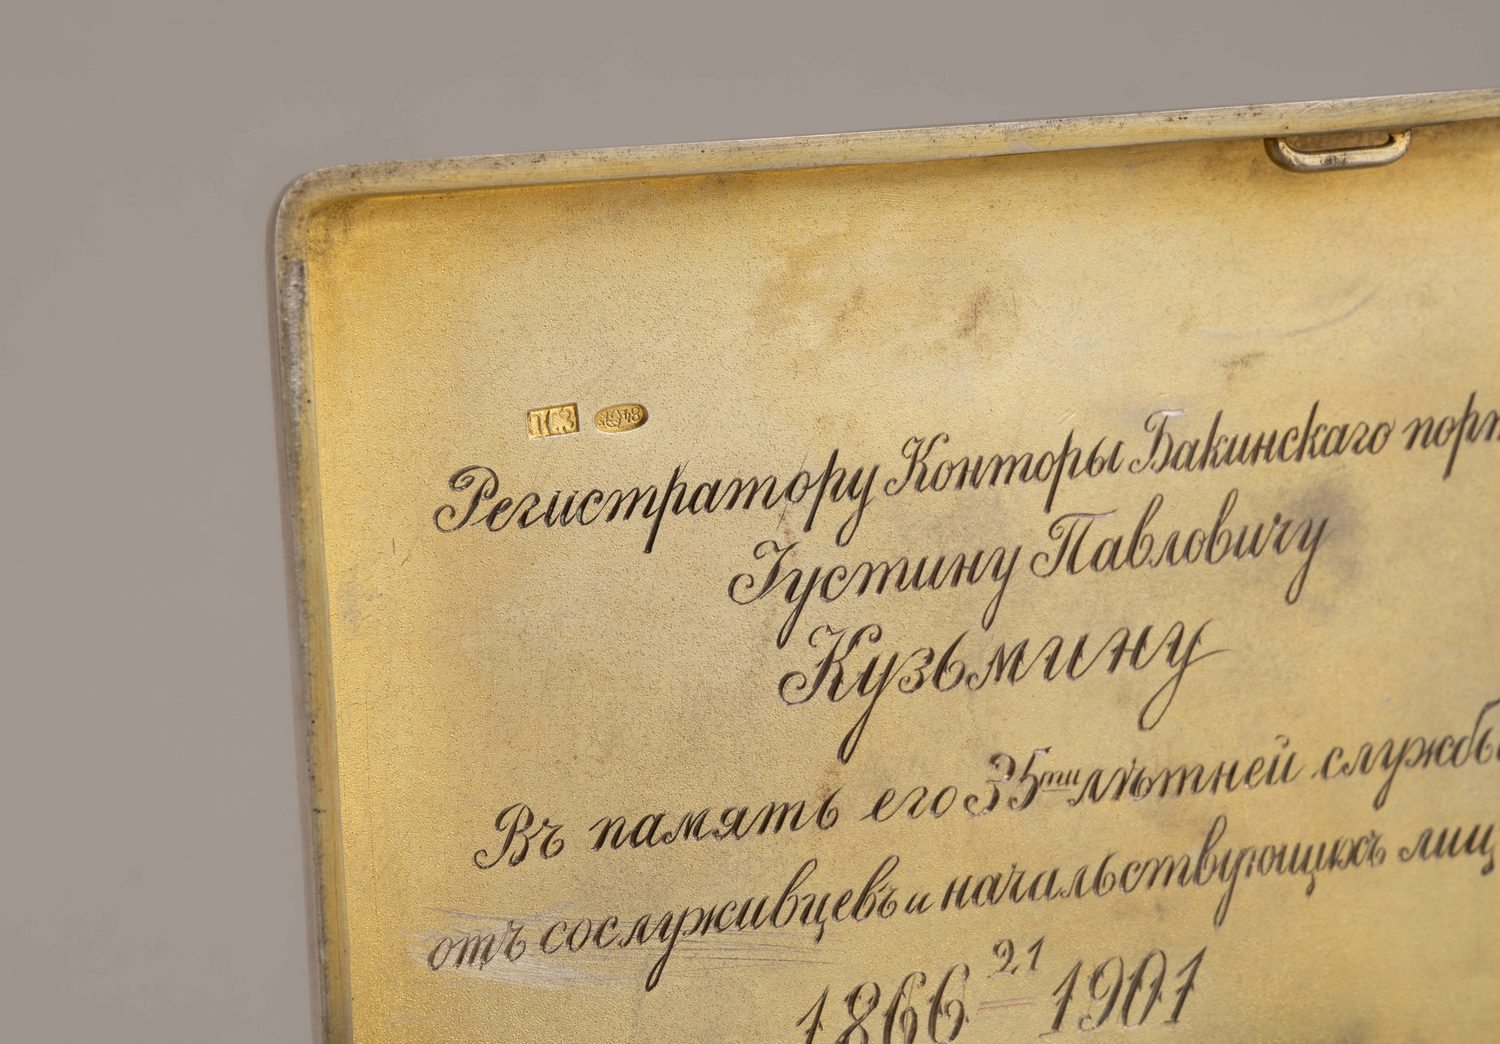 Регистратору Конторы Бакинскаго порт
Іустину Павловичу
Кузьмину
Въ память его 35ти лѣтней службы
отъ сослуживцевъ и начальствующихъ лиц
21
1866 — 1901